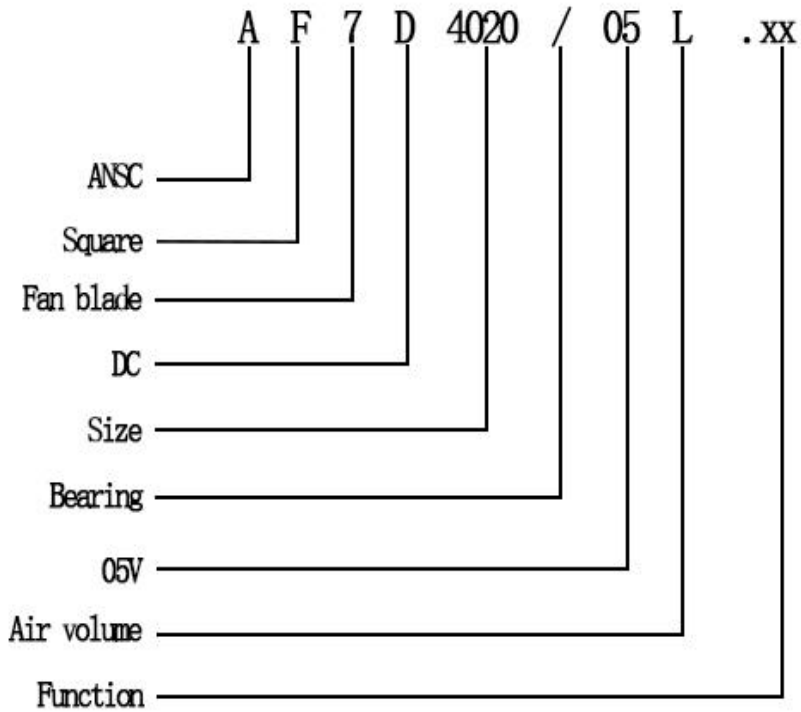 A F 7 D 4020 / 05 L .xx
ANSC
Square
Fan blade
DC
Size
Bearing
05V
Air volume
Function